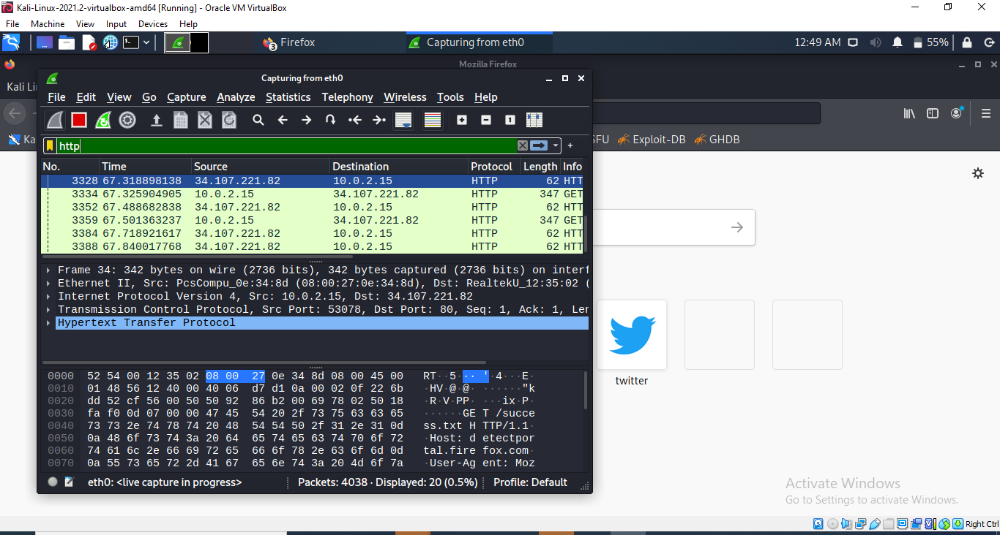 Kali-Linux-2021.2-virtualbox-amd64 [Running] - Oracle VM VirtualBox
File Machine View Input Devices Help
3 Firefox Capturing from eth0 12:49 AM 55%
Mozilla Firefox
Capturing from eth0
Kali Li
File Edit View Go Capture Analyze Statistics Telephony Wireless Tools Help
Ka
SFU Exploit-DB GHDB
http
No. Time Source Destination Protocol Length Info
3328 67.318898138 34.107.221.82 10.0.2.15 HTTP 62 HTT
3334 67.325904905 10.0.2.15 34.107.221.82 HTTP 347 GET
3352 67.488682838 34.107.221.82 10.0.2.15 HTTP 62 HTT
3359 67.501363237 10.0.2.15 34.107.221.82 HTTP 347 GET
3384 67.718921617 34.107.221.82 10.0.2.15 HTTP 62 HTT
3388 67.840017768 34.107.221.82 10.0.2.15 HTTP 62 HTT
Frame 34: 342 bytes on wire (2736 bits), 342 bytes captured (2736 bits) on interf
Ethernet II, Src: PcsCompu_0e:34:8d (08:00:27:0e:34:8d), Dst: RealtekU_12:35:02 (
Internet Protocol Version 4, Src: 10.0.2.15, Dst: 34.107.221.82
Transmission Control Protocol, Src Port: 53078, Dst Port: 80, Seq: 1, Ack: 1, Len
Hypertext Transfer Protocol
0000 52 54 00 12 35 02 08 00 27 0e 34 8d 08 00 45 00 RT··5···'·4···E·
0010 01 48 56 12 40 00 40 06 d7 d1 0a 00 02 0f 22 6b ·HV·@·@·······"k
0020 dd 52 cf 56 00 50 50 92 86 b2 00 69 78 02 50 18 ·R·V·PP····ix·P·
0030 fa f0 0d 07 00 00 47 45 54 20 2f 73 75 63 63 65 ······GE T /succe
0040 73 73 2e 74 78 74 20 48 54 54 50 2f 31 2e 31 0d ss.txt H TTP/1.1·
0050 0a 48 6f 73 74 3a 20 64 65 74 65 63 74 70 6f 72 ·Host: d etectpor
0060 74 61 6c 2e 66 69 72 65 66 6f 78 2e 63 6f 6d 0d tal.fire fox.com·
0070 0a 55 73 65 72 2d 41 67 65 6e 74 3a 20 4d 6f 7a ·User-Ag ent: Moz
eth0: <live capture in progress> Packets: 4038 · Displayed: 20 (0.5%) Profile: Default
twitter
Activate Windows
Go to Settings to activate Windows.
Right Ctrl